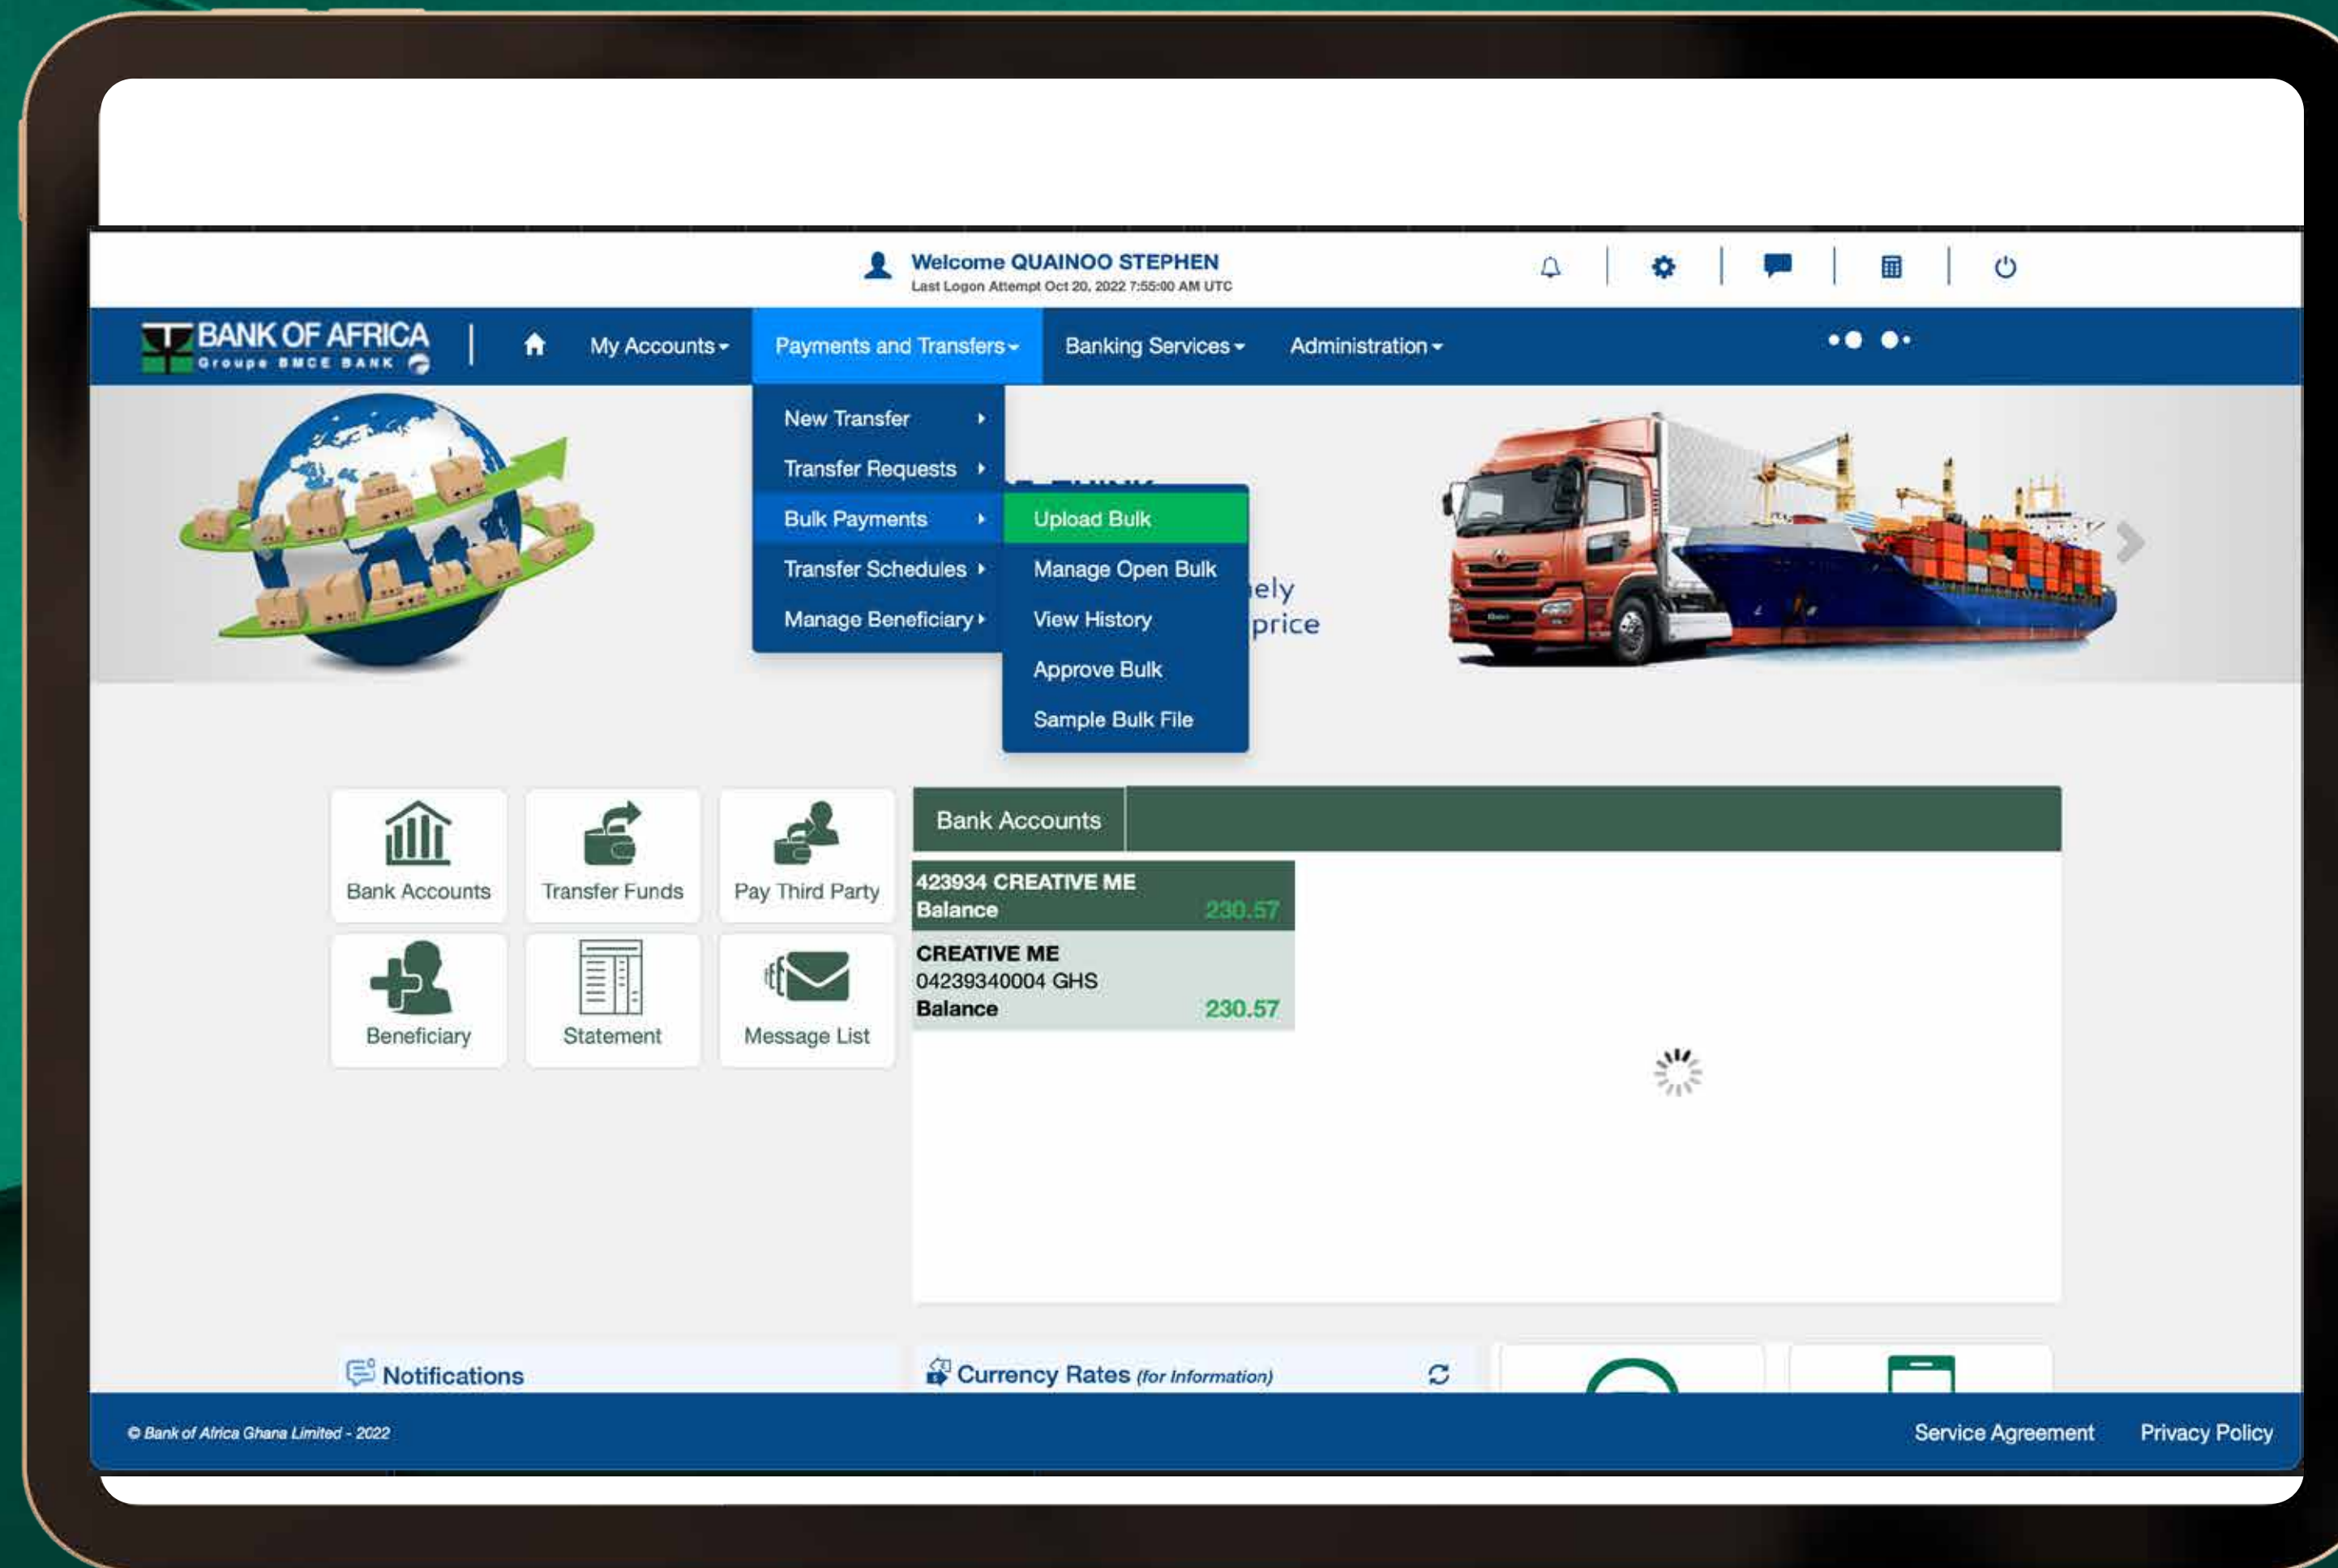 Welcome QUAINOO STEPHEN
Last Logon Attempt Oct 20, 2022 7:55:00 AM UTC
BANK OF AFRICA
Groupe BMCE BANK
My Accounts
Payments and Transfers
Banking Services
Administration
New Transfer
Transfer Requests
Bulk Payments
Transfer Schedules
Manage Beneficiary
Upload Bulk
Manage Open Bulk
View History
Approve Bulk
Sample Bulk File
ely
price
Bank Accounts
Transfer Funds
Pay Third Party
Beneficiary
Statement
Message List
Bank Accounts
423934 CREATIVE ME
Balance 230.57
CREATIVE ME
04239340004 GHS
Balance 230.57
Notifications
Currency Rates (for Information)
© Bank of Africa Ghana Limited - 2022
Service Agreement
Privacy Policy